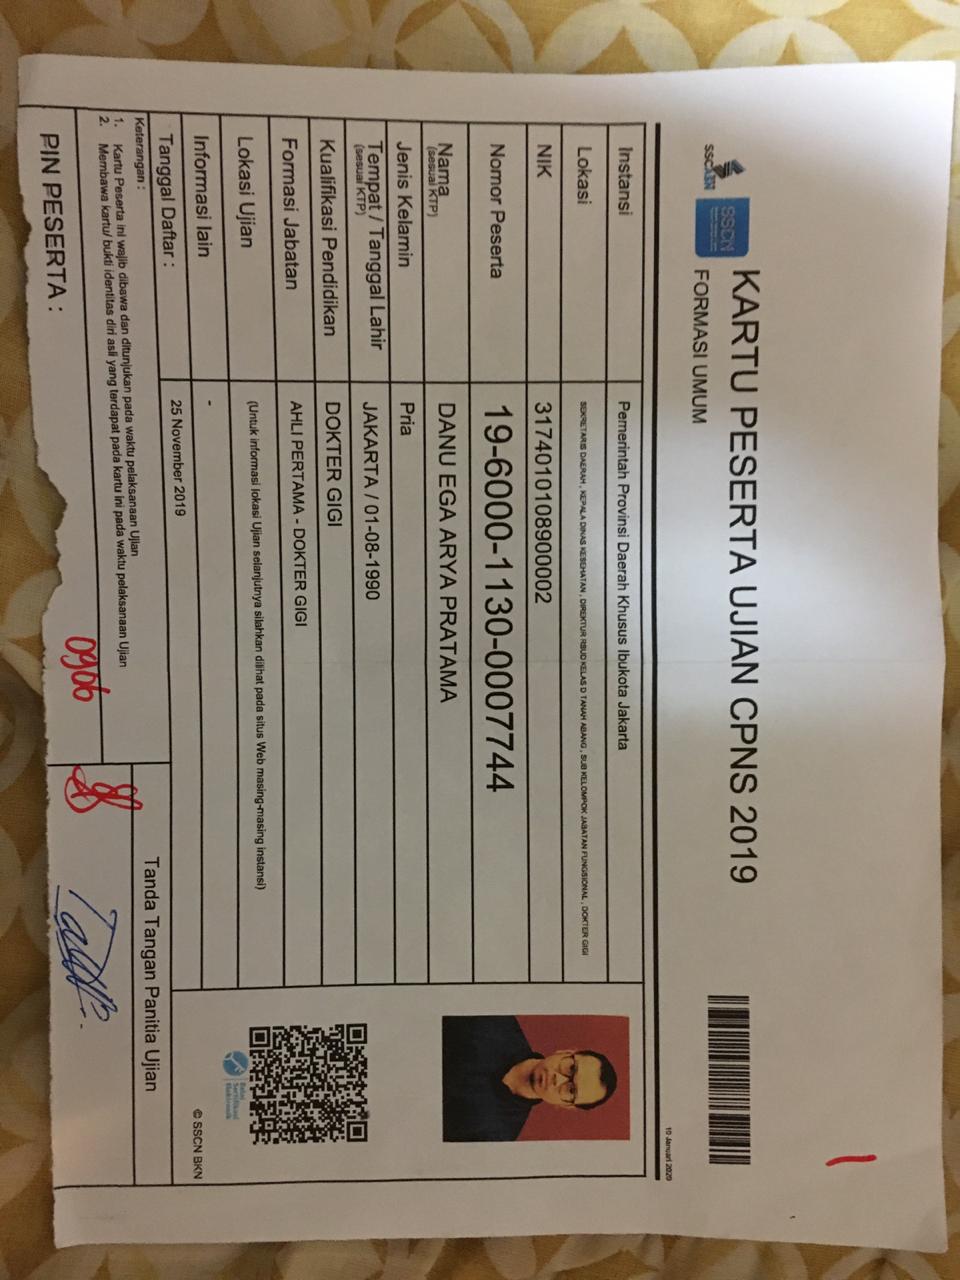 KARTU PESERTA UJIAN CPNS 2019
SSCASN SSCN FORMASI UMUM
10 Januari 2020
Instansi Pemerintah Provinsi Daerah Khusus Ibukota Jakarta
Lokasi SEKRETARIS DAERAH , KEPALA DINAS KESEHATAN , DIREKTUR RSUD KELAS D TANAH ABANG , SUB KELOMPOK JABATAN FUNGSIONAL , DOKTER GIGI
NIK 3174010108900002
Nomor Peserta 19-6000-1130-0007744
Nama DANU EGA ARYA PRATAMA
(sesuai KTP)
Jenis Kelamin Pria
Tempat / Tanggal Lahir JAKARTA / 01-08-1990
(sesuai KTP)
Kualifikasi Pendidikan DOKTER GIGI
Formasi Jabatan AHLI PERTAMA - DOKTER GIGI
Lokasi Ujian (Untuk informasi lokasi Ujian selanjutnya silahkan dilihat pada situs Web masing-masing instansi)
Informasi lain -
Tanggal Daftar : 25 November 2019
Balai
Sertifikasi
Elektronik
© SSCN BKN
Keterangan :
1. Kartu Peserta ini wajib dibawa dan ditunjukan pada waktu pelaksanaan Ujian
2. Membawa kartu/ bukti identitas diri asli yang terdapat pada kartu ini pada waktu pelaksanaan Ujian
Tanda Tangan Panitia Ujian
PIN PESERTA :